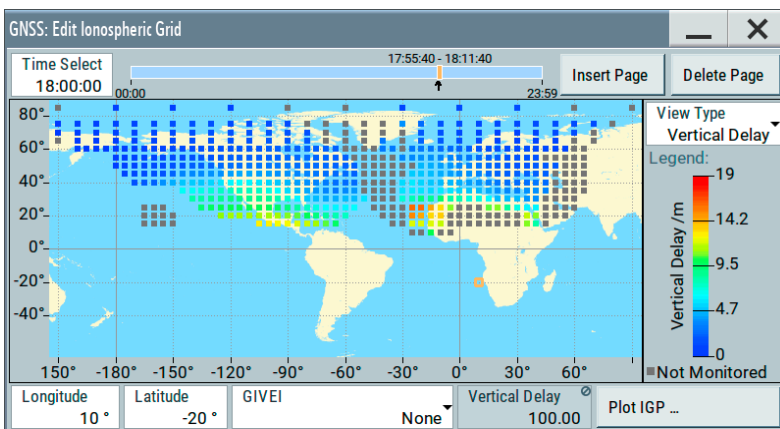 GNSS: Edit Ionospheric Grid
Time Select
18:00:00
17:55:40 - 18:11:40
00:00
23:59
Insert Page
Delete Page
View Type
Vertical Delay
Legend:
Vertical Delay /m
19
14.2
9.5
4.7
0
Not Monitored
80°
60°
40°
20°
0°
-20°
-40°
150° -180° -150° -120° -90° -60° -30° 0° 30° 60°
Longitude
10 °
Latitude
-20 °
GIVEI
None
Vertical Delay
100.00
Plot IGP ...